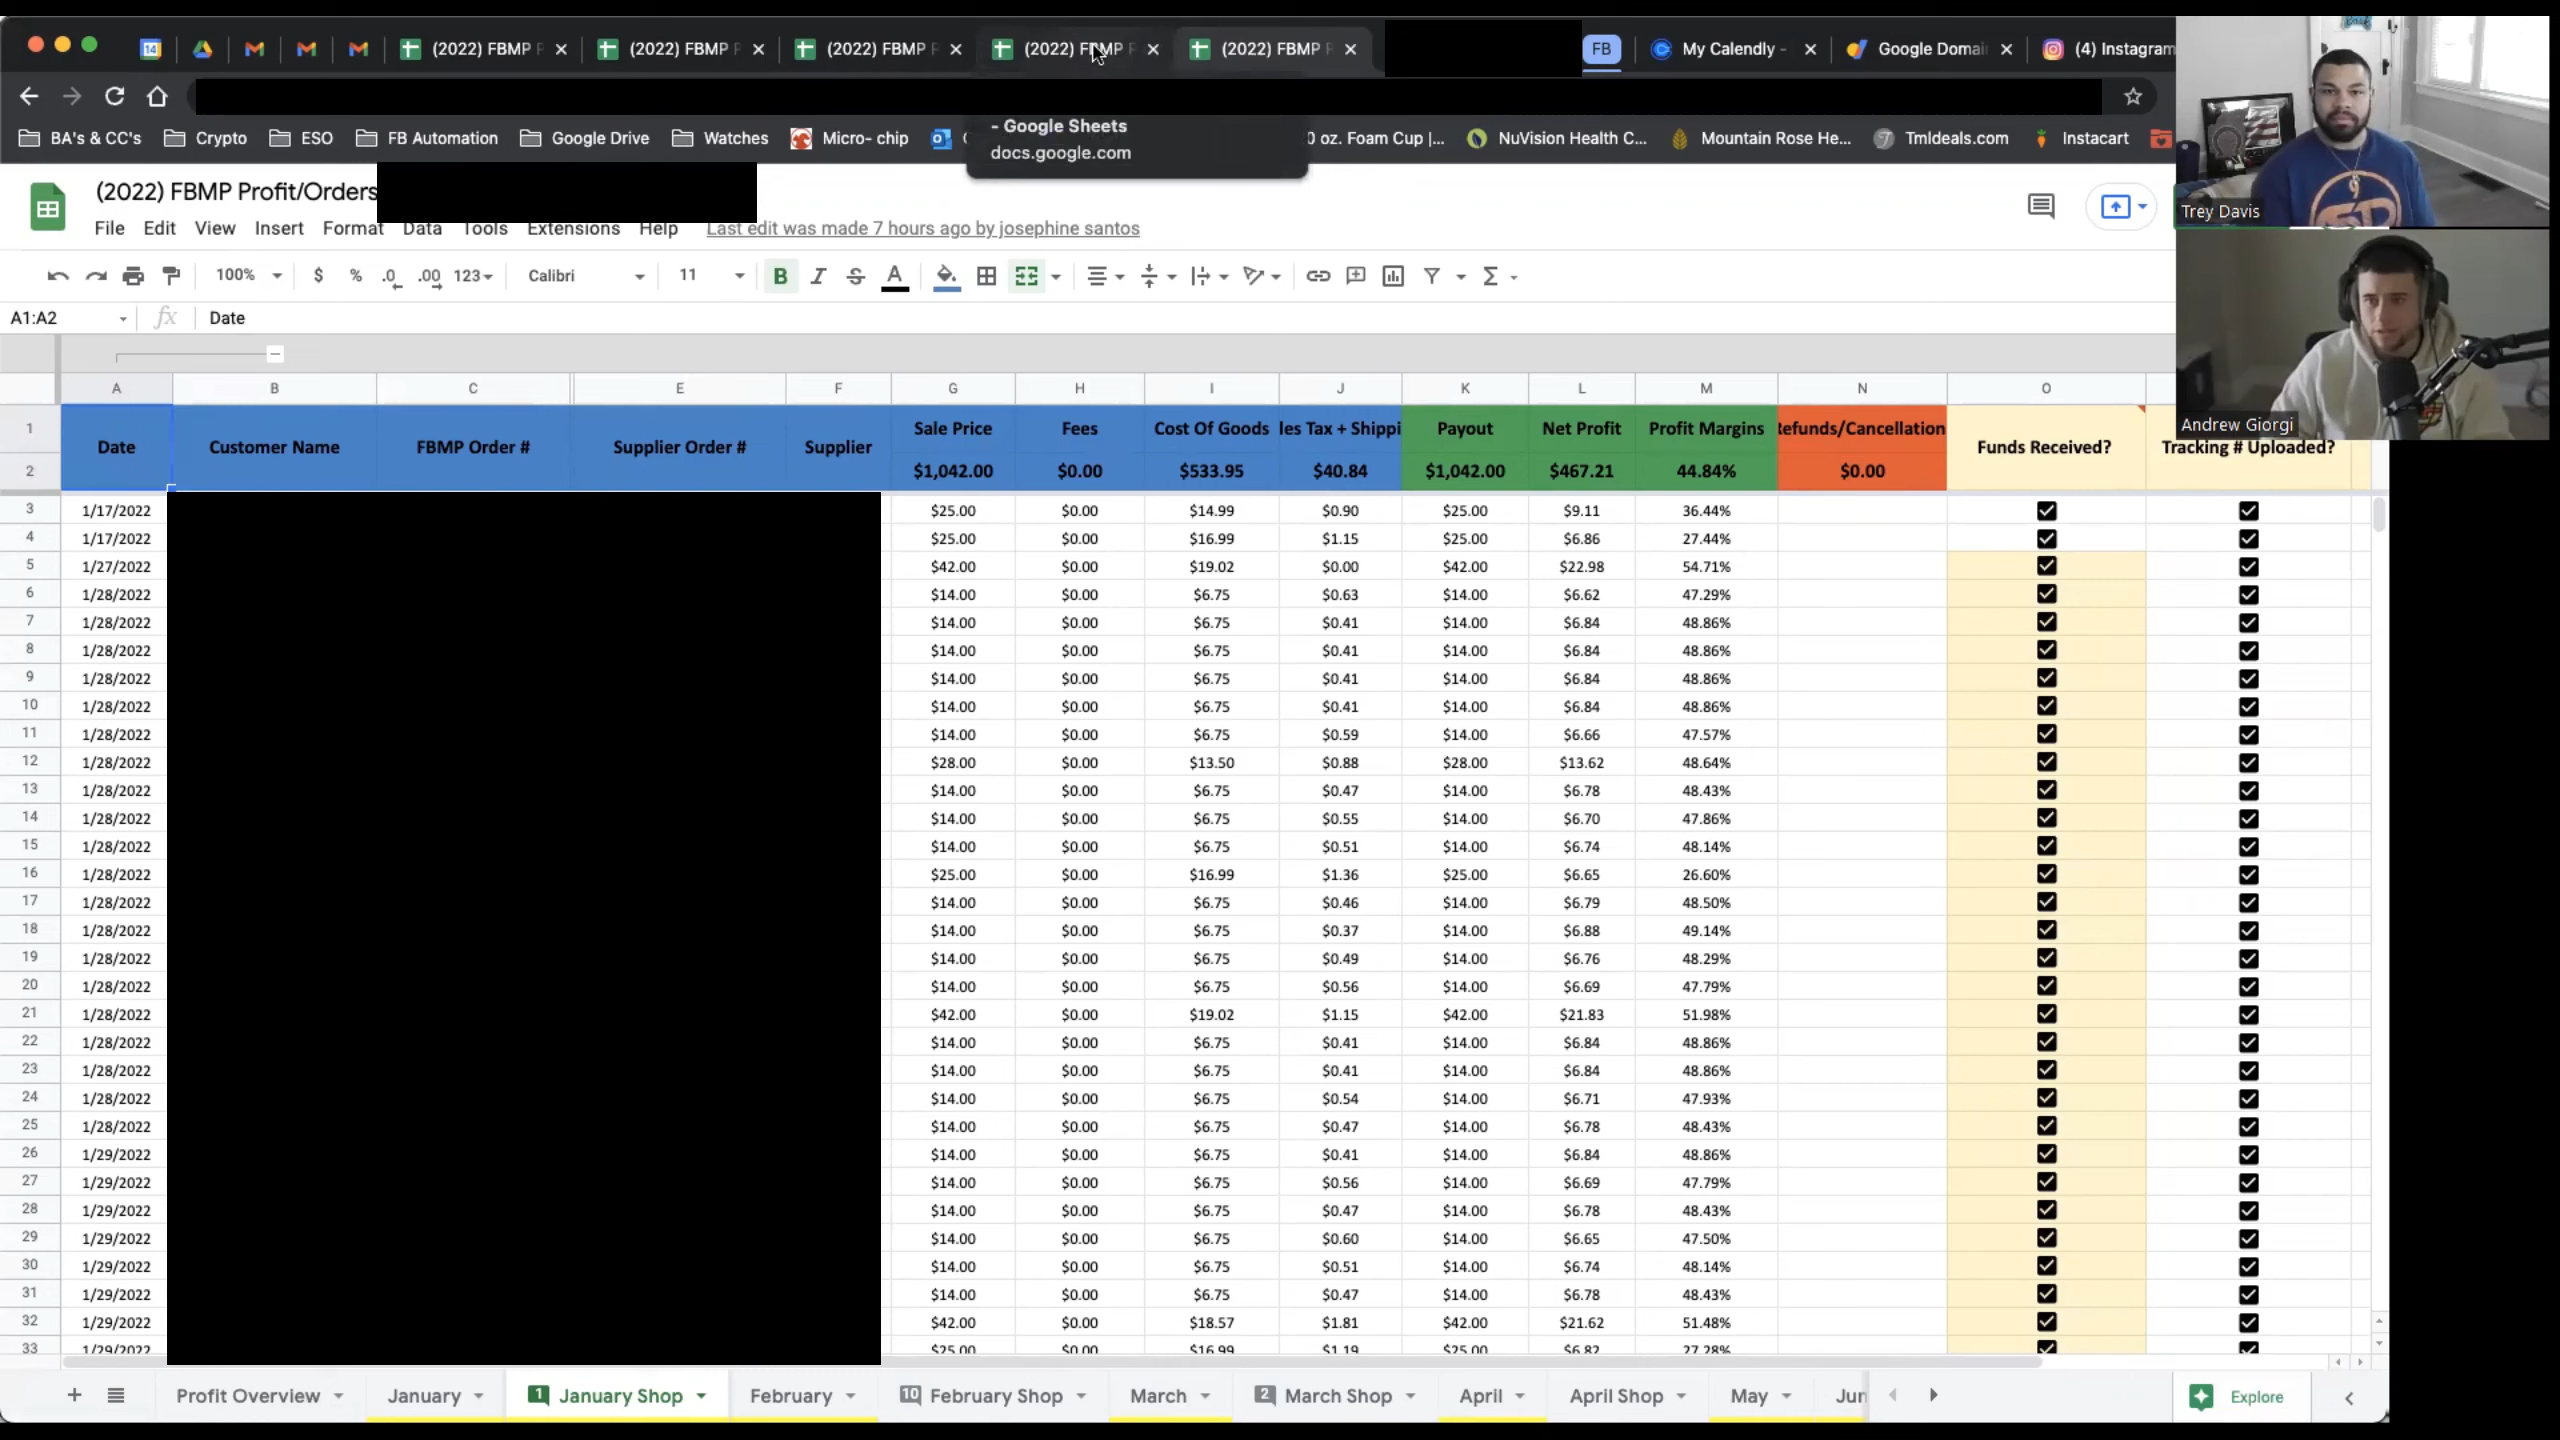 14 (2022) FBMP F (2022) FBMP F (2022) FBMP F (2022) FBMP F (2022) FBMP F FB My Calendly - Google Domai (4) Instagram
BA's & CC's Crypto ESO FB Automation Google Drive Watches Micro- chip 0 oz. Foam Cup |... NuVision Health C... Mountain Rose He... Tmldeals.com Instacart
- Google Sheets
docs.google.com
(2022) FBMP Profit/Orders
File Edit View Insert Format Data Tools Extensions Help Last edit was made 7 hours ago by josephine santos
Trey Davis
100% $ % .0 .00 123 Calibri 11 B I S A
A1:A2 fx Date
Andrew Giorgi
A B C E F G H I J K L M N O
1 Date Customer Name FBMP Order # Supplier Order # Supplier Sale Price Fees Cost Of Goods les Tax + Shippi Payout Net Profit Profit Margins Refunds/Cancellation Funds Received? Tracking # Uploaded?
2 $1,042.00 $0.00 $533.95 $40.84 $1,042.00 $467.21 44.84% $0.00
3 1/17/2022 $25.00 $0.00 $14.99 $0.90 $25.00 $9.11 36.44%
4 1/17/2022 $25.00 $0.00 $16.99 $1.15 $25.00 $6.86 27.44%
5 1/27/2022 $42.00 $0.00 $19.02 $0.00 $42.00 $22.98 54.71%
6 1/28/2022 $14.00 $0.00 $6.75 $0.63 $14.00 $6.62 47.29%
7 1/28/2022 $14.00 $0.00 $6.75 $0.41 $14.00 $6.84 48.86%
8 1/28/2022 $14.00 $0.00 $6.75 $0.41 $14.00 $6.84 48.86%
9 1/28/2022 $14.00 $0.00 $6.75 $0.41 $14.00 $6.84 48.86%
10 1/28/2022 $14.00 $0.00 $6.75 $0.41 $14.00 $6.84 48.86%
11 1/28/2022 $14.00 $0.00 $6.75 $0.59 $14.00 $6.66 47.57%
12 1/28/2022 $28.00 $0.00 $13.50 $0.88 $28.00 $13.62 48.64%
13 1/28/2022 $14.00 $0.00 $6.75 $0.47 $14.00 $6.78 48.43%
14 1/28/2022 $14.00 $0.00 $6.75 $0.55 $14.00 $6.70 47.86%
15 1/28/2022 $14.00 $0.00 $6.75 $0.51 $14.00 $6.74 48.14%
16 1/28/2022 $25.00 $0.00 $16.99 $1.36 $25.00 $6.65 26.60%
17 1/28/2022 $14.00 $0.00 $6.75 $0.46 $14.00 $6.79 48.50%
18 1/28/2022 $14.00 $0.00 $6.75 $0.37 $14.00 $6.88 49.14%
19 1/28/2022 $14.00 $0.00 $6.75 $0.49 $14.00 $6.76 48.29%
20 1/28/2022 $14.00 $0.00 $6.75 $0.56 $14.00 $6.69 47.79%
21 1/28/2022 $42.00 $0.00 $19.02 $1.15 $42.00 $21.83 51.98%
22 1/28/2022 $14.00 $0.00 $6.75 $0.41 $14.00 $6.84 48.86%
23 1/28/2022 $14.00 $0.00 $6.75 $0.41 $14.00 $6.84 48.86%
24 1/28/2022 $14.00 $0.00 $6.75 $0.54 $14.00 $6.71 47.93%
25 1/28/2022 $14.00 $0.00 $6.75 $0.47 $14.00 $6.78 48.43%
26 1/29/2022 $14.00 $0.00 $6.75 $0.41 $14.00 $6.84 48.86%
27 1/29/2022 $14.00 $0.00 $6.75 $0.56 $14.00 $6.69 47.79%
28 1/29/2022 $14.00 $0.00 $6.75 $0.47 $14.00 $6.78 48.43%
29 1/29/2022 $14.00 $0.00 $6.75 $0.60 $14.00 $6.65 47.50%
30 1/29/2022 $14.00 $0.00 $6.75 $0.51 $14.00 $6.74 48.14%
31 1/29/2022 $14.00 $0.00 $6.75 $0.47 $14.00 $6.78 48.43%
32 1/29/2022 $42.00 $0.00 $18.57 $1.81 $42.00 $21.62 51.48%
33 1/29/2022 $25.00 $0.00 $16.99 $1.19 $25.00 $6.82 27.28%
Profit Overview January 1 January Shop February 10 February Shop March 2 March Shop April April Shop May Jun Explore